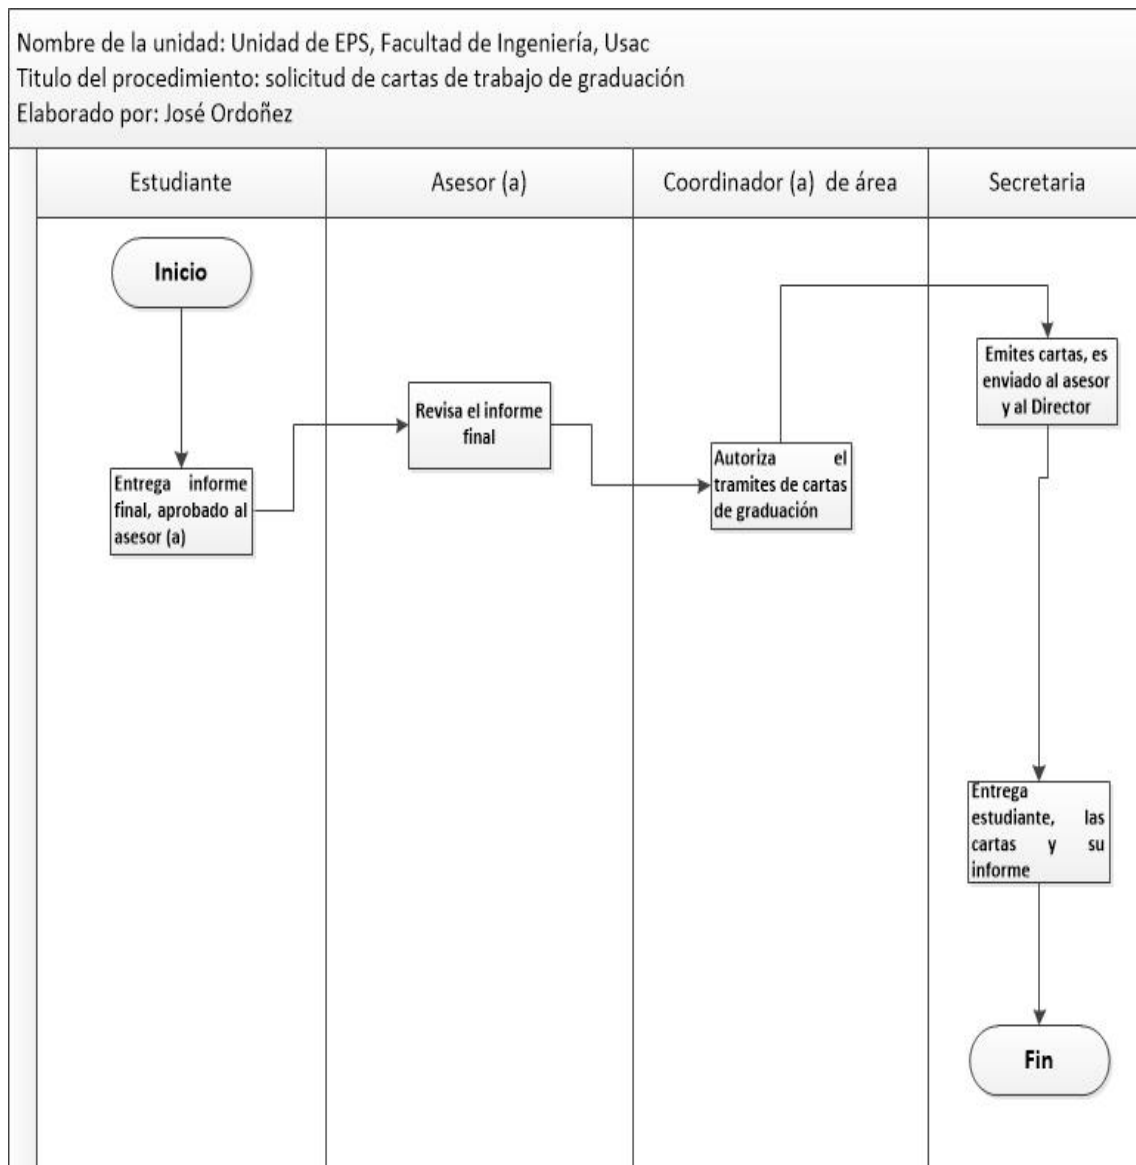 Nombre de la unidad: Unidad de EPS, Facultad de Ingeniería, Usac
Titulo del procedimiento: solicitud de cartas de trabajo de graduación
Elaborado por: José Ordoñez
Estudiante
Asesor (a)
Coordinador (a) de área
Secretaria
Inicio
Entrega informe
final, aprobado al
asesor (a)
Revisa el informe
final
Autoriza el
tramites de cartas
de graduación
Emites cartas, es
enviado al asesor
y al Director
Entrega
estudiante, las
cartas y su
informe
Fin